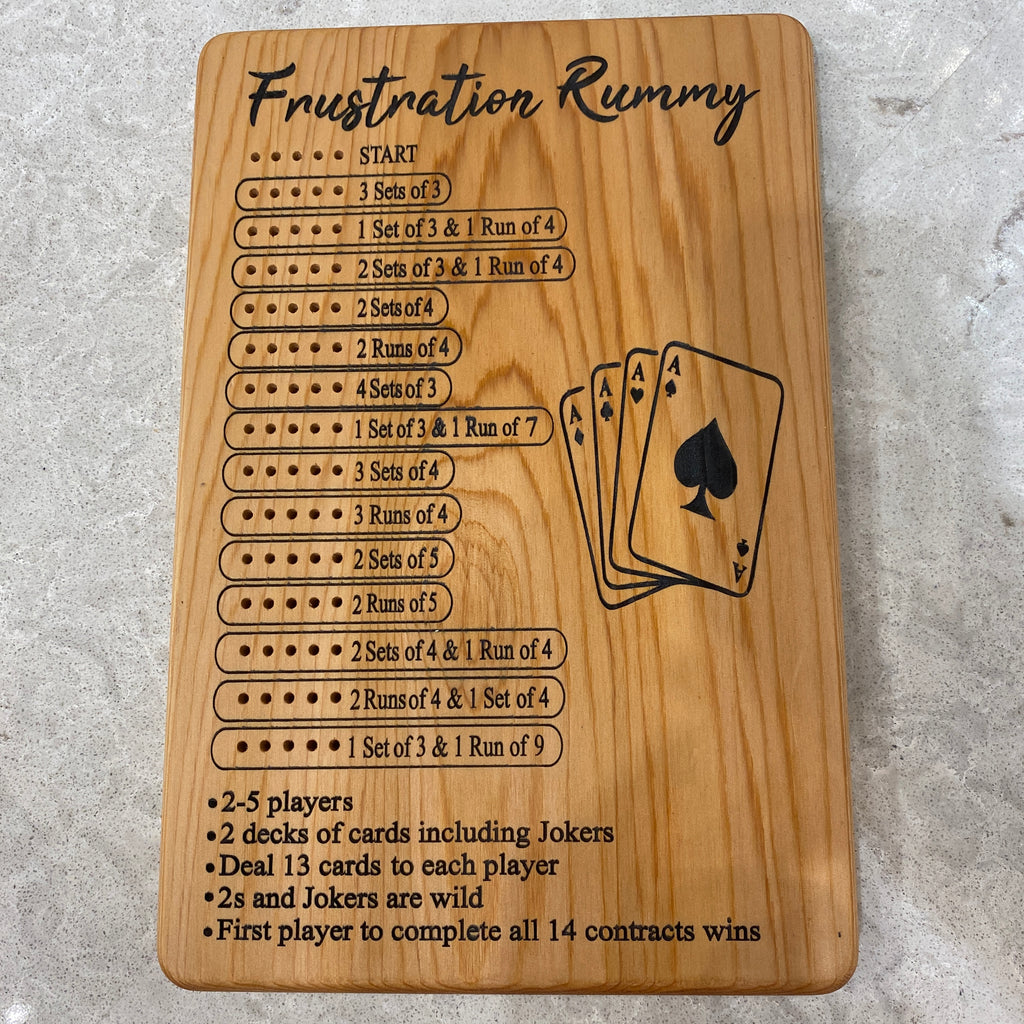 Frustration Rummy
START
3 Sets of 3
1 Set of 3 & 1 Run of 4
2 Sets of 3 & 1 Run of 4
2 Sets of 4
2 Runs of 4
4 Sets of 3
1 Set of 3 & 1 Run of 7
3 Sets of 4
3 Runs of 4
2 Sets of 5
2 Runs of 5
2 Sets of 4 & 1 Run of 4
2 Runs of 4 & 1 Set of 4
1 Set of 3 & 1 Run of 9
A
A
A
A
A
•2-5 players
•2 decks of cards including Jokers
•Deal 13 cards to each player
•2s and Jokers are wild
•First player to complete all 14 contracts wins